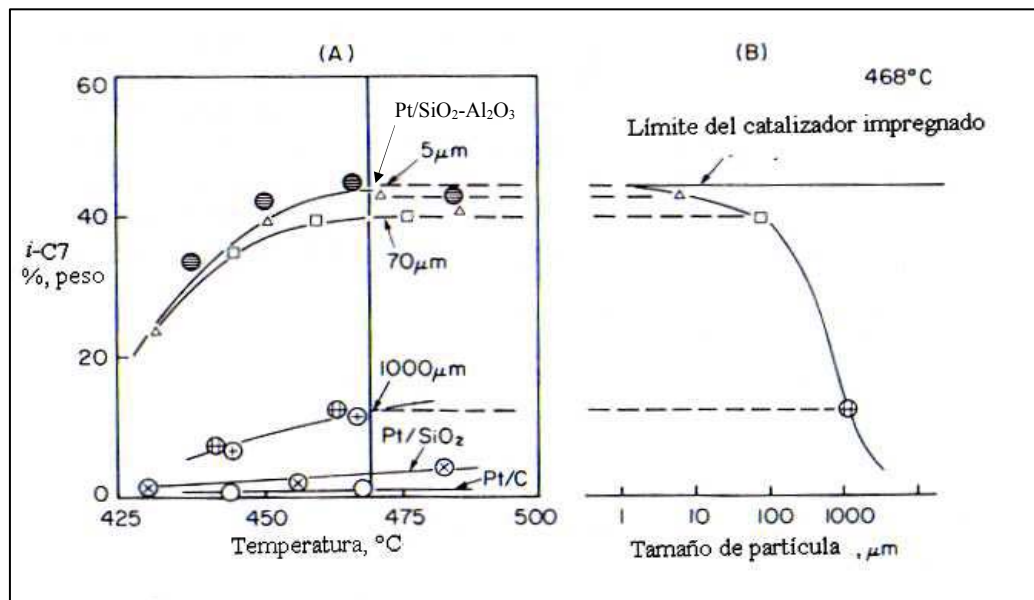 (A)
(B)
60
40
20
0
i-C7
%, peso
Pt/SiO₂-Al₂O₃
5μm
70μm
1000μm
Pt/SiO₂
Pt/C
425
450
475
500
Temperatura, °C
468°C
Límite del catalizador impregnado
1
10
100
1000
Tamaño de partícula , μm